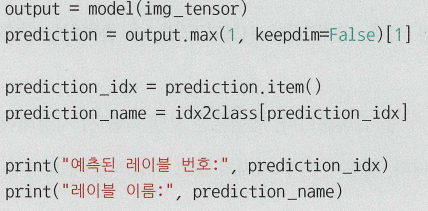 output = model(img_tensor)
prediction = output.max(1, keepdim=False)[1]
prediction_idx = prediction.item()
prediction_name = idx2class[prediction_idx]
print("예측된 레이블 번호:", prediction_idx)
print("레이블 이름:", prediction_name)